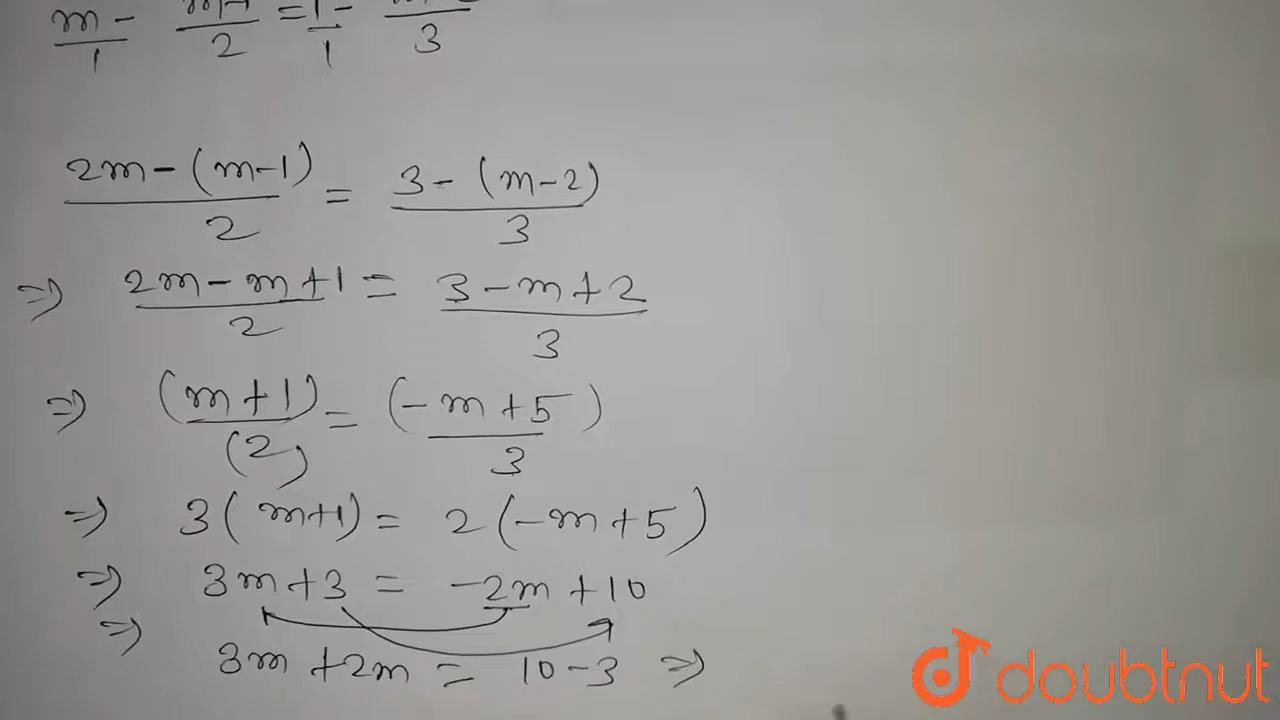 m/1 - /2 = 1/1 - /3
(2m-(m-1))/2 = (3-(m-2))/3
⇒ (2m-m+1)/2 = (3-m+2)/3
⇒ (m+1)/(2) = (-m+5)/3
⇒ 3(m+1) = 2(-m+5)
⇒ 3m+3 = -2m+10
⇒ 3m+2m = 10-3 ⇒
doubtnut